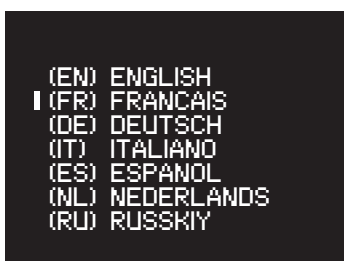 (EN) ENGLISH
(FR) FRANCAIS
(DE) DEUTSCH
(IT) ITALIANO
(ES) ESPANOL
(NL) NEDERLANDS
(RU) RUSSKIY